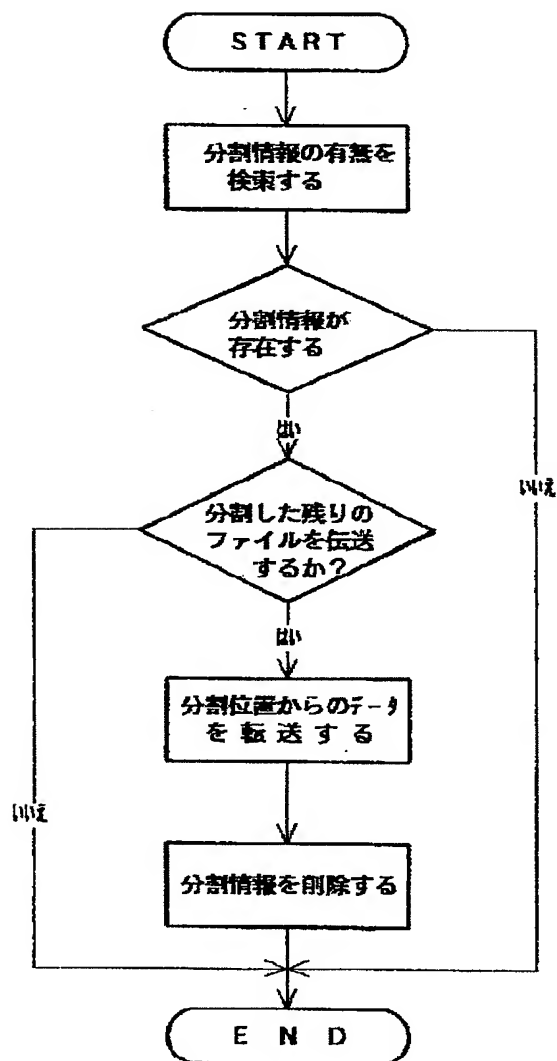 START
分割情報の有無を
検索する
分割情報が
存在する
はい
いいえ
分割した残りの
ファイルを伝送
するか?
はい
分割位置からのデータ
を転送する
いいえ
分割情報を削除する
END